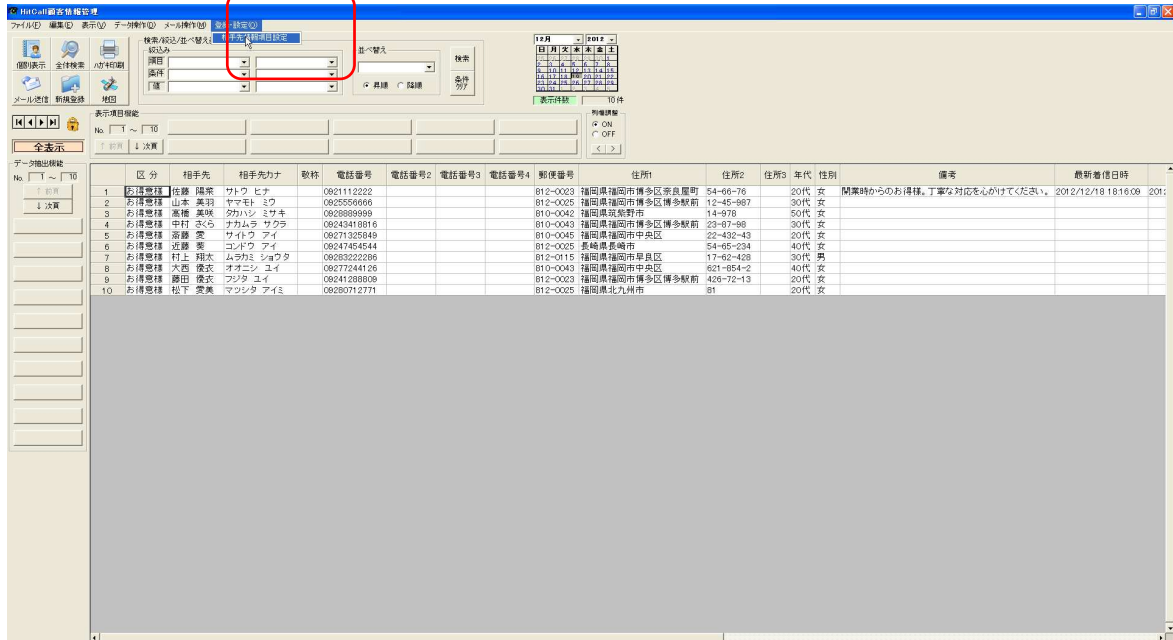 HitCall顧客情報管理
ファイル(F) 編集(E) 表示(V) データ操作(D) メール操作(M) 登録・設定(O)
相手先情報項目設定
個別表示 全体検索 ハガキ印刷
メール送信 新規登録 地図
検索/絞込/並べ替え
絞込み
項目
条件
値
並べ替え
昇順 降順
検索
条件クリア
12月 2012
日 月 火 水 木 金 土
表示件数 10 件
全表示
表示項目機能
No. 1 ～ 10
↑ 前頁 ↓ 次頁
列幅調整
ON
OFF
< >
データ抽出機能
No. 1 ～ 10
↑ 前頁
↓ 次頁
区 分 相手先 相手先カナ 敬称 電話番号 電話番号2 電話番号3 電話番号4 郵便番号 住所1 住所2 住所3 年代 性別 備考 最新着信日時
1 お得意様 佐藤 陽菜 サトウ ヒナ 0921112222 812-0023 福岡県福岡市博多区奈良屋町 54-66-76 20代 女 開業時からのお得様。丁寧な対応を心がけてください。 2012/12/18 18:16:09 201
2 お得意様 山本 美羽 ヤマモト ミウ 0925556666 812-0025 福岡県福岡市博多区博多駅前 12-45-987 30代 女
3 お得意様 高橋 美咲 タカハシ ミサキ 0928889999 810-0042 福岡県筑紫野市 14-978 50代 女
4 お得意様 中村 さくら ナカムラ サクラ 09243418816 810-0043 福岡県福岡市博多区博多駅前 23-87-98 30代 女
5 お得意様 斎藤 愛 サイトウ アイ 09271325849 810-0045 福岡県福岡市中央区 22-432-43 20代 女
6 お得意様 近藤 葵 コンドウ アイ 09247454544 812-0025 長崎県長崎市 54-65-234 40代 女
7 お得意様 村上 翔太 ムラカミ ショウタ 09283222286 812-0115 福岡県福岡市早良区 17-62-428 30代 男
8 お得意様 大西 優衣 オオニシ ユイ 09277244126 810-0043 福岡県福岡市中央区 621-854-2 40代 女
9 お得意様 藤田 優衣 フジタ ユイ 09241288809 812-0023 福岡県福岡市博多区博多駅前 426-72-13 20代 女
10 お得意様 松下 愛美 マツシタ アイミ 09280712771 812-0025 福岡県北九州市 81 20代 女